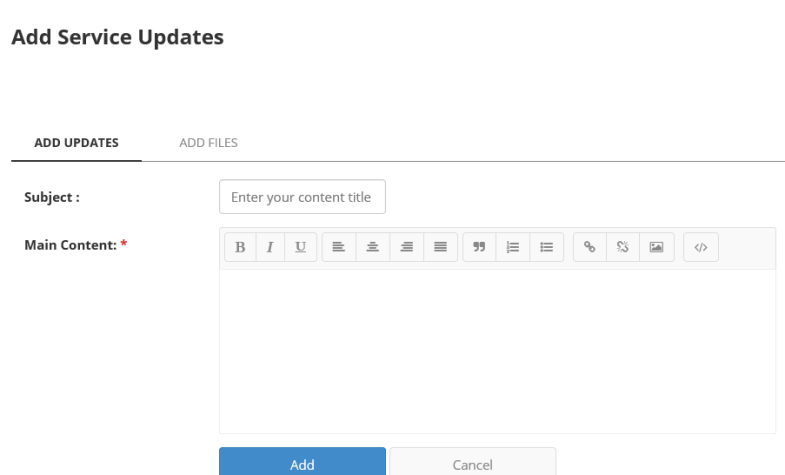 Add Service Updates
ADD UPDATES ADD FILES
Subject : Enter your content title
Main Content: *
B I U
Add Cancel